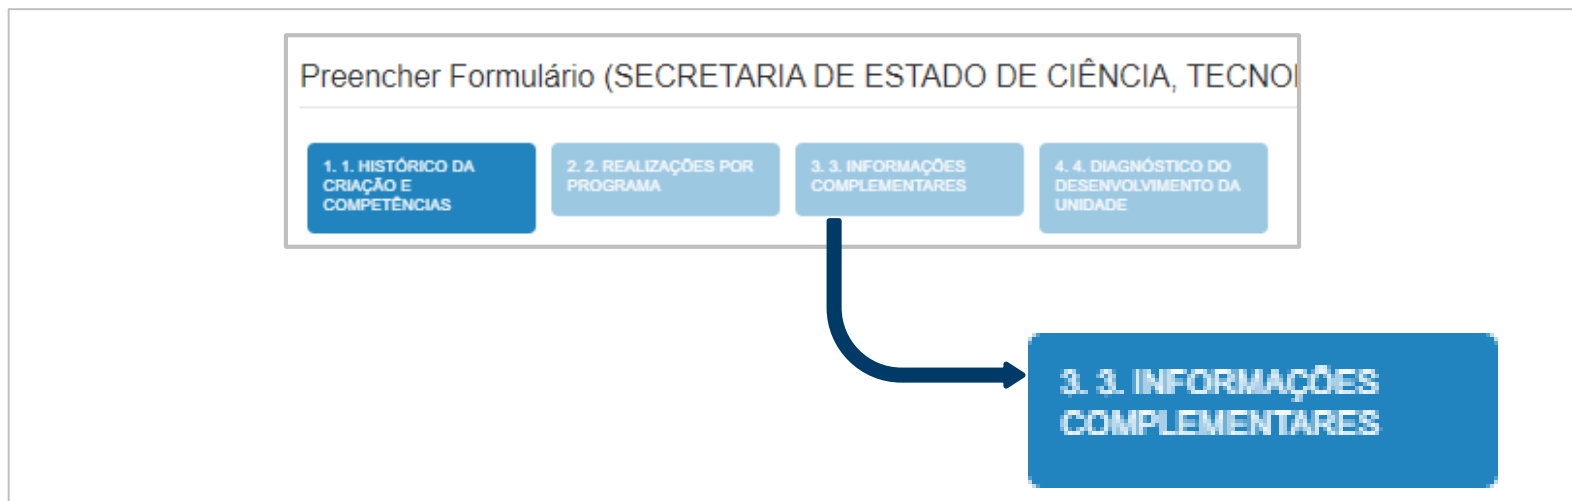 Preencher Formulário (SECRETARIA DE ESTADO DE CIÊNCIA, TECNOI
1. 1. HISTÓRICO DA
CRIAÇÃO E
COMPETÊNCIAS
2. 2. REALIZAÇÕES POR
PROGRAMA
3. 3. INFORMAÇÕES
COMPLEMENTARES
4. 4. DIAGNÓSTICO DO
DESENVOLVIMENTO DA
UNIDADE
3. 3. INFORMAÇÕES
COMPLEMENTARES